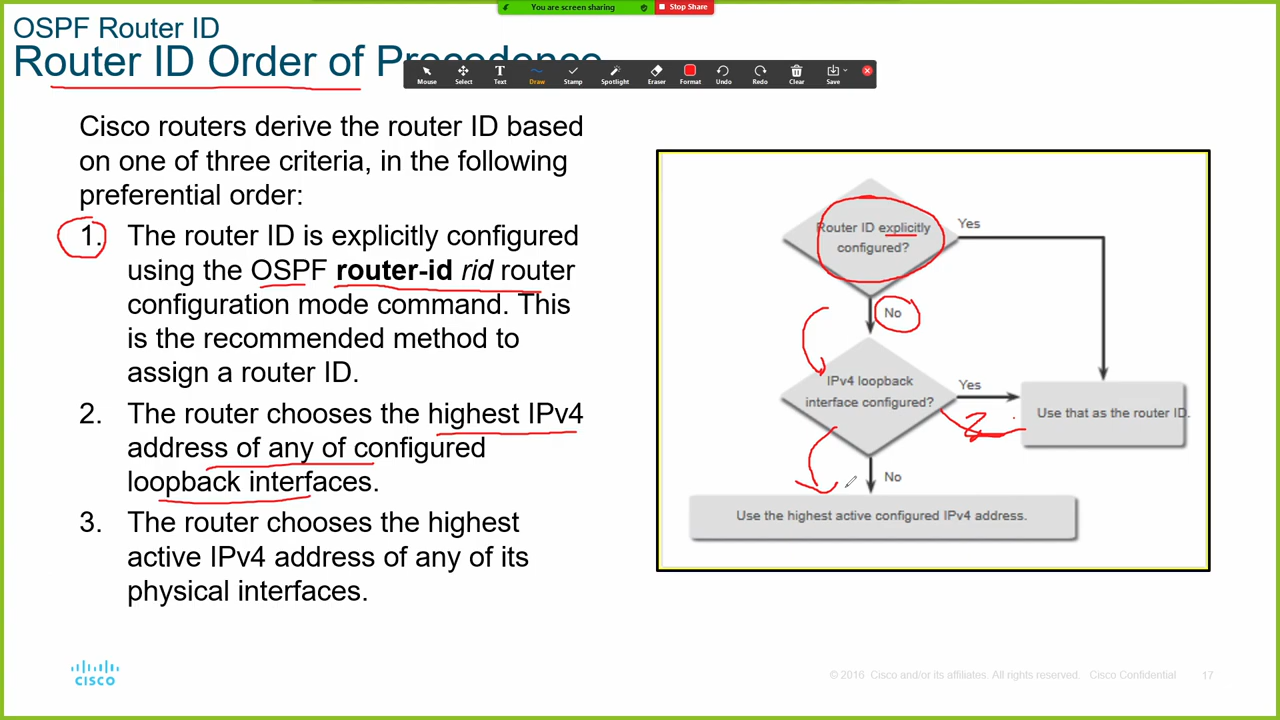 You are screen sharing
Stop Share
OSPF Router ID
Router ID Order of Precedence
Mouse Select Text Draw Stamp Spotlight Eraser Format Undo Redo Clear Save
Cisco routers derive the router ID based
on one of three criteria, in the following
preferential order:
1. The router ID is explicitly configured
using the OSPF router-id rid router
configuration mode command. This
is the recommended method to
assign a router ID.
2. The router chooses the highest IPv4
address of any of configured
loopback interfaces.
3. The router chooses the highest
active IPv4 address of any of its
physical interfaces.
Router ID explicitly
configured?
Yes
No
IPv4 loopback
interface configured?
Yes
Use that as the router ID.
No
Use the highest active configured IPv4 address.
CISCO
© 2016 Cisco and/or its affiliates. All rights reserved. Cisco Confidential 17